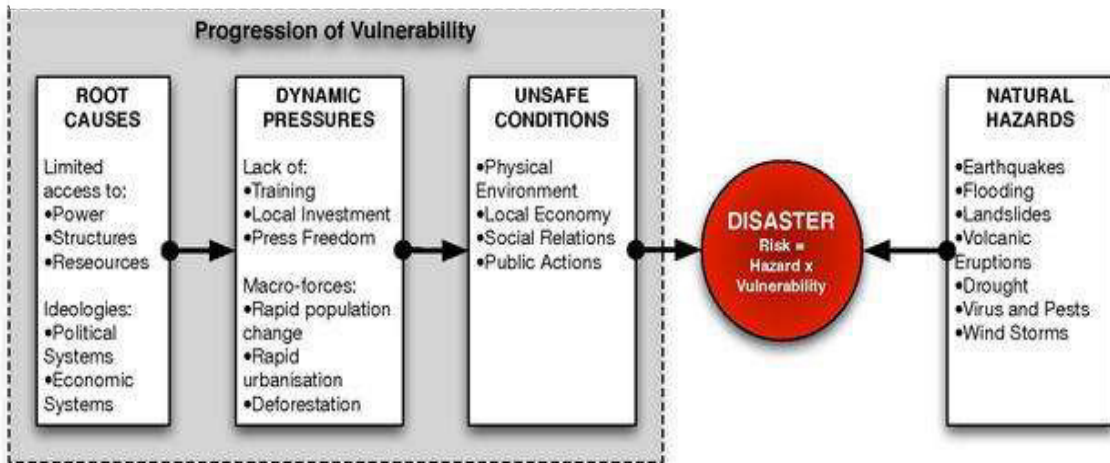 Progression of Vulnerability
ROOT
CAUSES
Limited
access to:
•Power
•Structures
•Reseources
Ideologies:
•Political
Systems
•Economic
Systems
DYNAMIC
PRESSURES
Lack of:
•Training
•Local Investment
•Press Freedom
Macro-forces:
•Rapid population
change
•Rapid
urbanisation
•Deforestation
UNSAFE
CONDITIONS
•Physical
Environment
•Local Economy
•Social Relations
•Public Actions
DISASTER
Risk =
Hazard x
Vulnerability
NATURAL
HAZARDS
•Earthquakes
•Flooding
•Landslides
•Volcanic
Eruptions
•Drought
•Virus and Pests
•Wind Storms